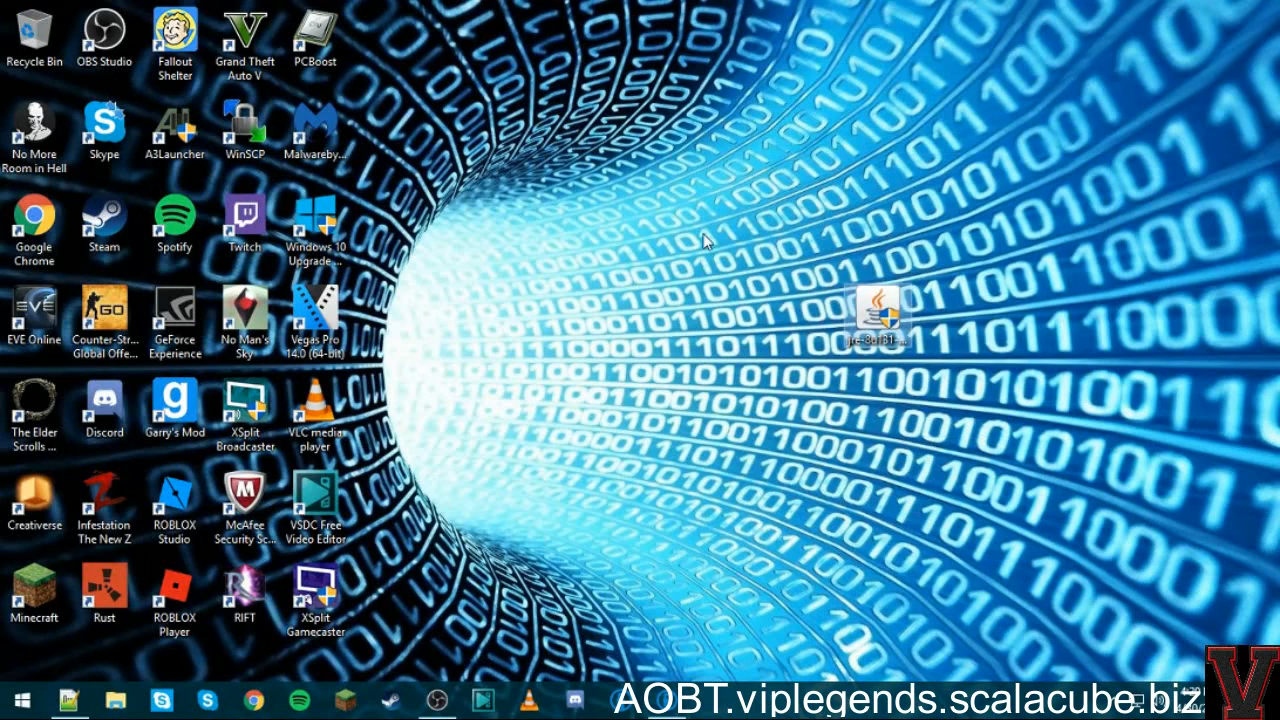 Recycle Bin
OBS Studio
Fallout
Shelter
Grand Theft
Auto V
PCBoost
No More
Room in Hell
Skype
A3Launcher
WinSCP
Malwareby...
Google
Chrome
Steam
Spotify
Twitch
Windows 10
Upgrade ...
EVE Online
Counter-Str...
Global Offe...
GeForce
Experience
No Man's
Sky
Vegas Pro
14.0 (64-bit)
The Elder
Scrolls ...
Discord
Garry's Mod
XSplit
Broadcaster
VLC media
player
Creativerse
Infestation
The New Z
ROBLOX
Studio
McAfee
Security Sc...
VSDC Free
Video Editor
Minecraft
Rust
ROBLOX
Player
RIFT
XSplit
Gamecaster
AOBT.viplegends.scalacube.biz
V